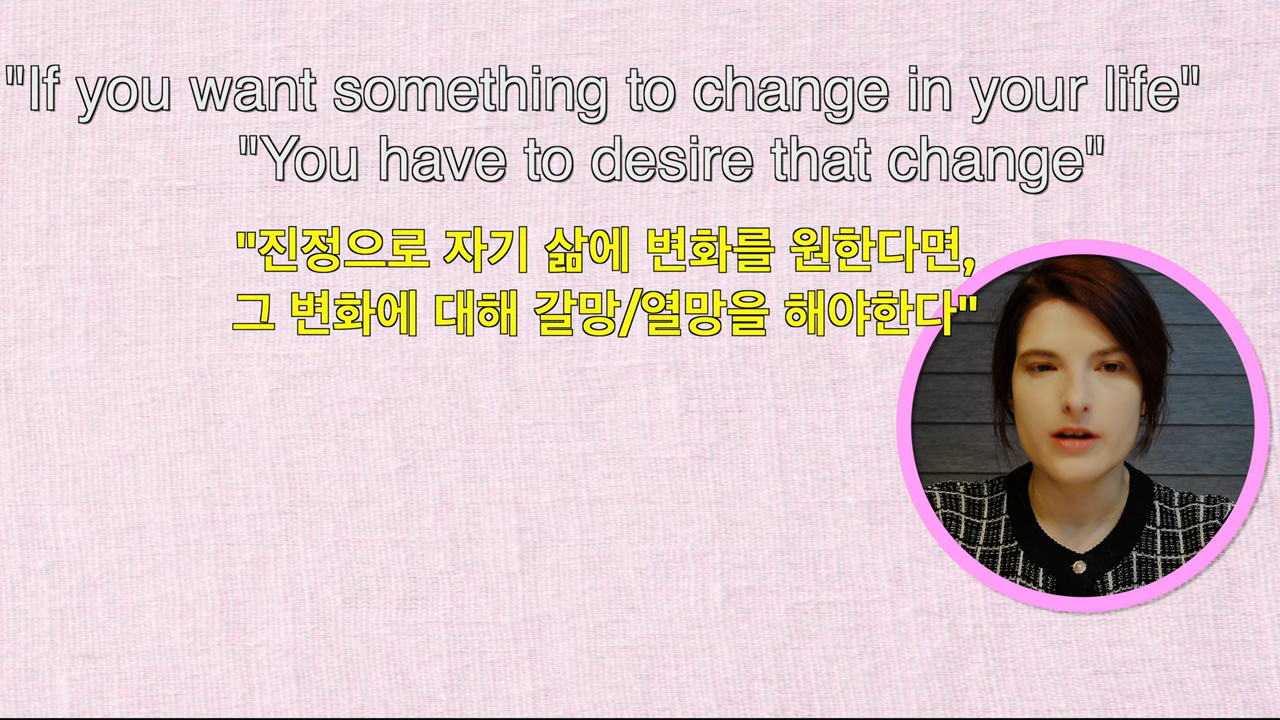 "If you want something to change in your life"
"You have to desire that change"
"진정으로 자기 삶에 변화를 원한다면,
그 변화에 대해 갈망/열망을 해야한다"